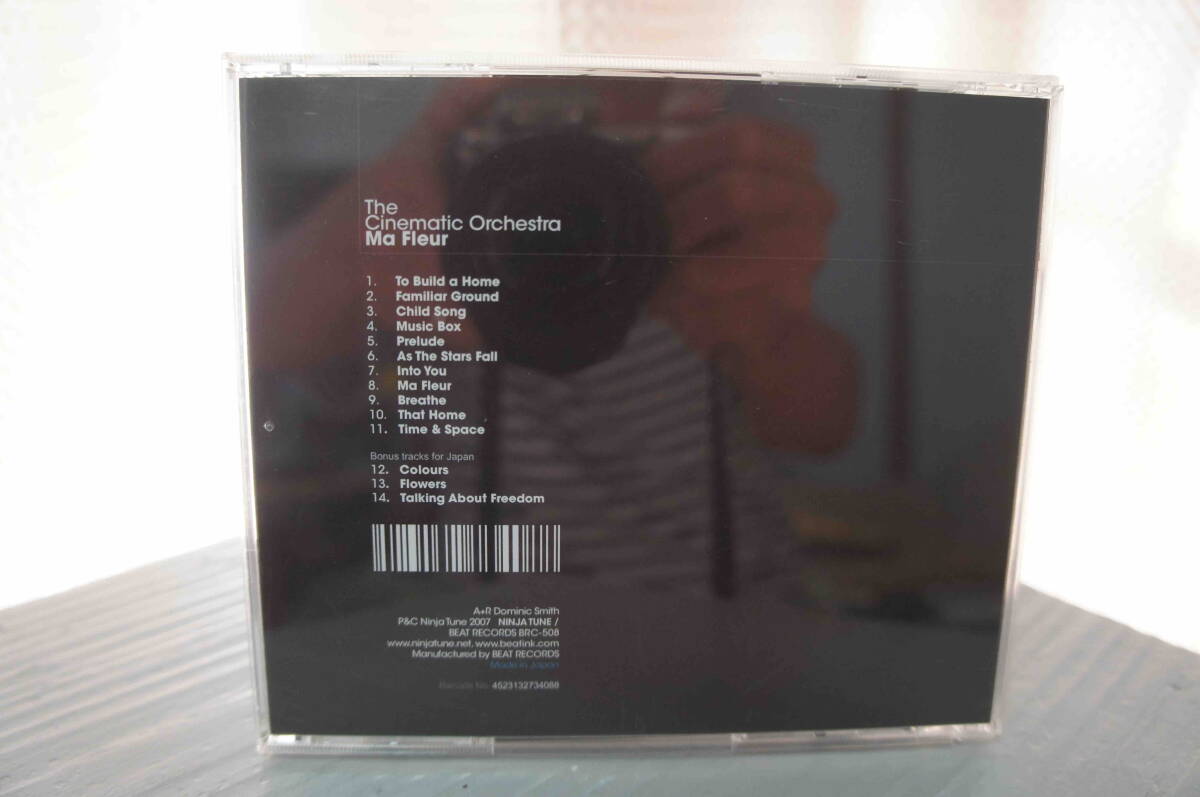 The
Cinematic Orchestra
Ma Fleur
1. To Build a Home
2. Familiar Ground
3. Child Song
4. Music Box
5. Prelude
6. As The Stars Fall
7. Into You
8. Ma Fleur
9. Breathe
10. That Home
11. Time & Space
Bonus tracks for Japan
12. Colours
13. Flowers
14. Talking About Freedom
A+R Dominic Smith
P&C Ninja Tune 2007 NINJA TUNE /
BEAT RECORDS BRC-508
www.ninjatune.net, www.beatink.com
Manufactured by BEAT RECORDS
Made in Japan
Barcode No. 4523132734088